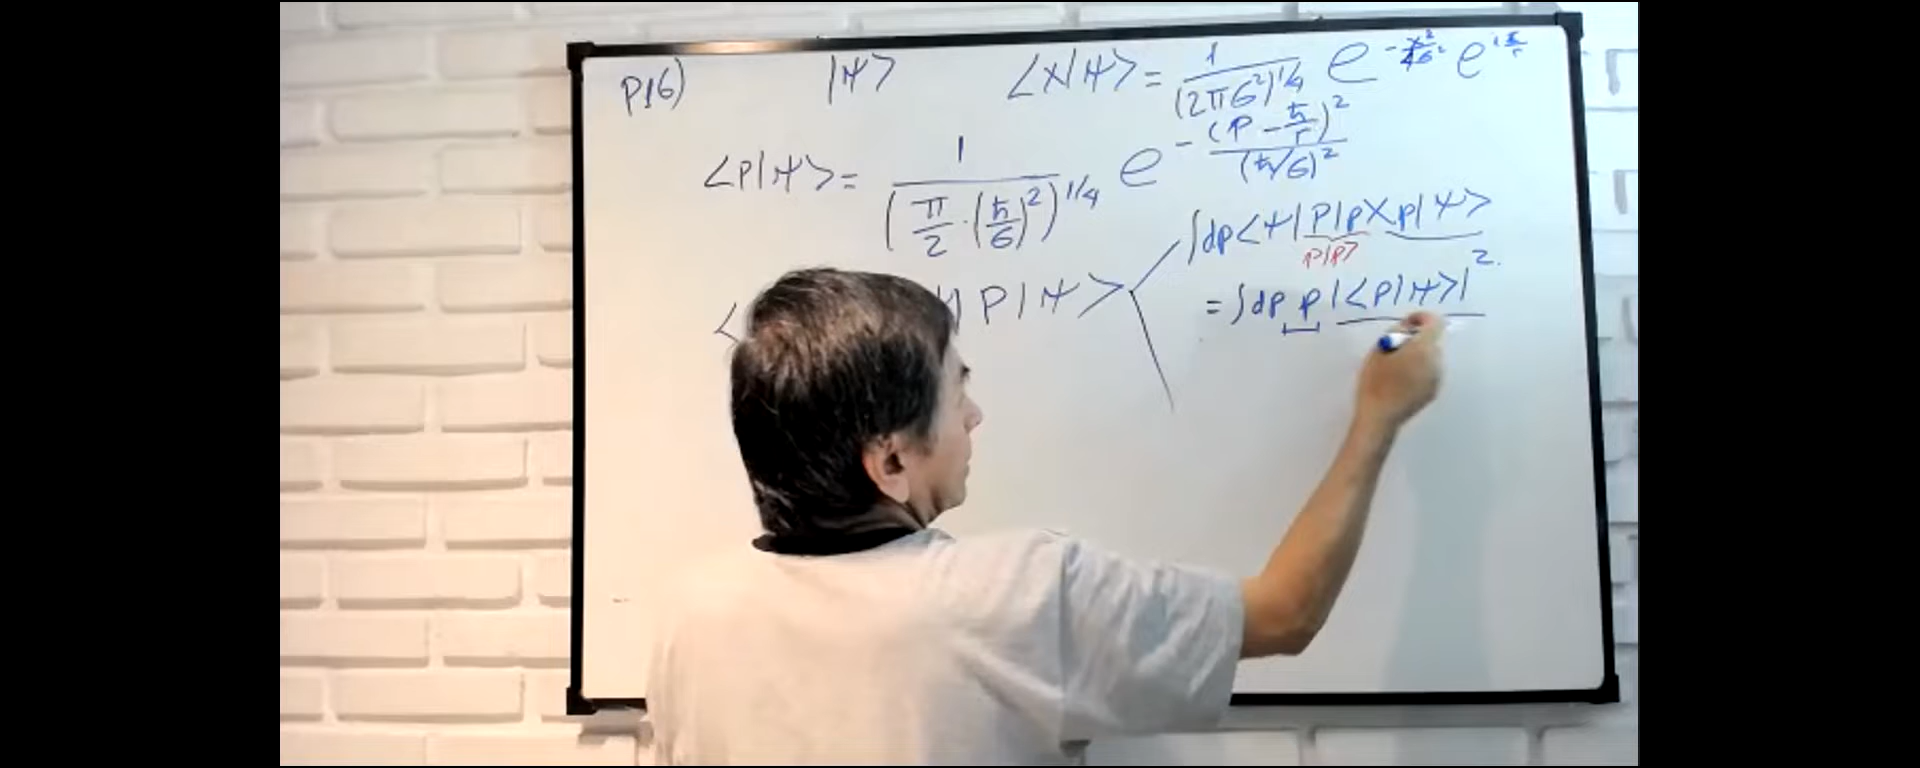 P16) |ψ> <x|ψ> = 1/(2πσ²)^1/4 e^-x²/4σ² e^i x/r
<p|ψ> = 1/(π/2 · (ℏ/σ)²)^1/4 e^-(p - ℏ/r)²/(ℏ/σ)²
∫dp<ψ|P|p><p|ψ>
p|p>
< |P|ψ>
= ∫dp p |<p|ψ>|².